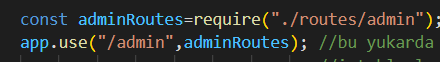 const adminRoutes=require("./routes/admin");
app.use("/admin",adminRoutes); //bu yukarda